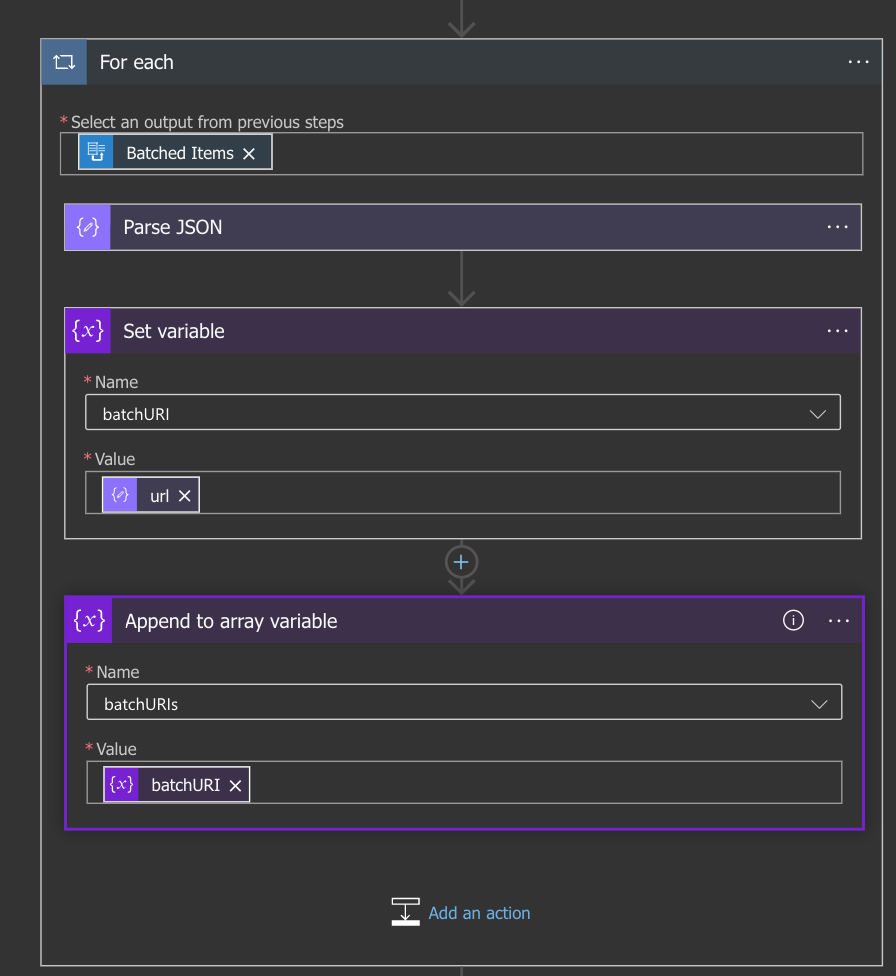 For each
* Select an output from previous steps
Batched Items
Parse JSON
{x} Set variable
* Name
batchURI
* Value
url
{x} Append to array variable
* Name
batchURIs
* Value
{x} batchURI
Add an action